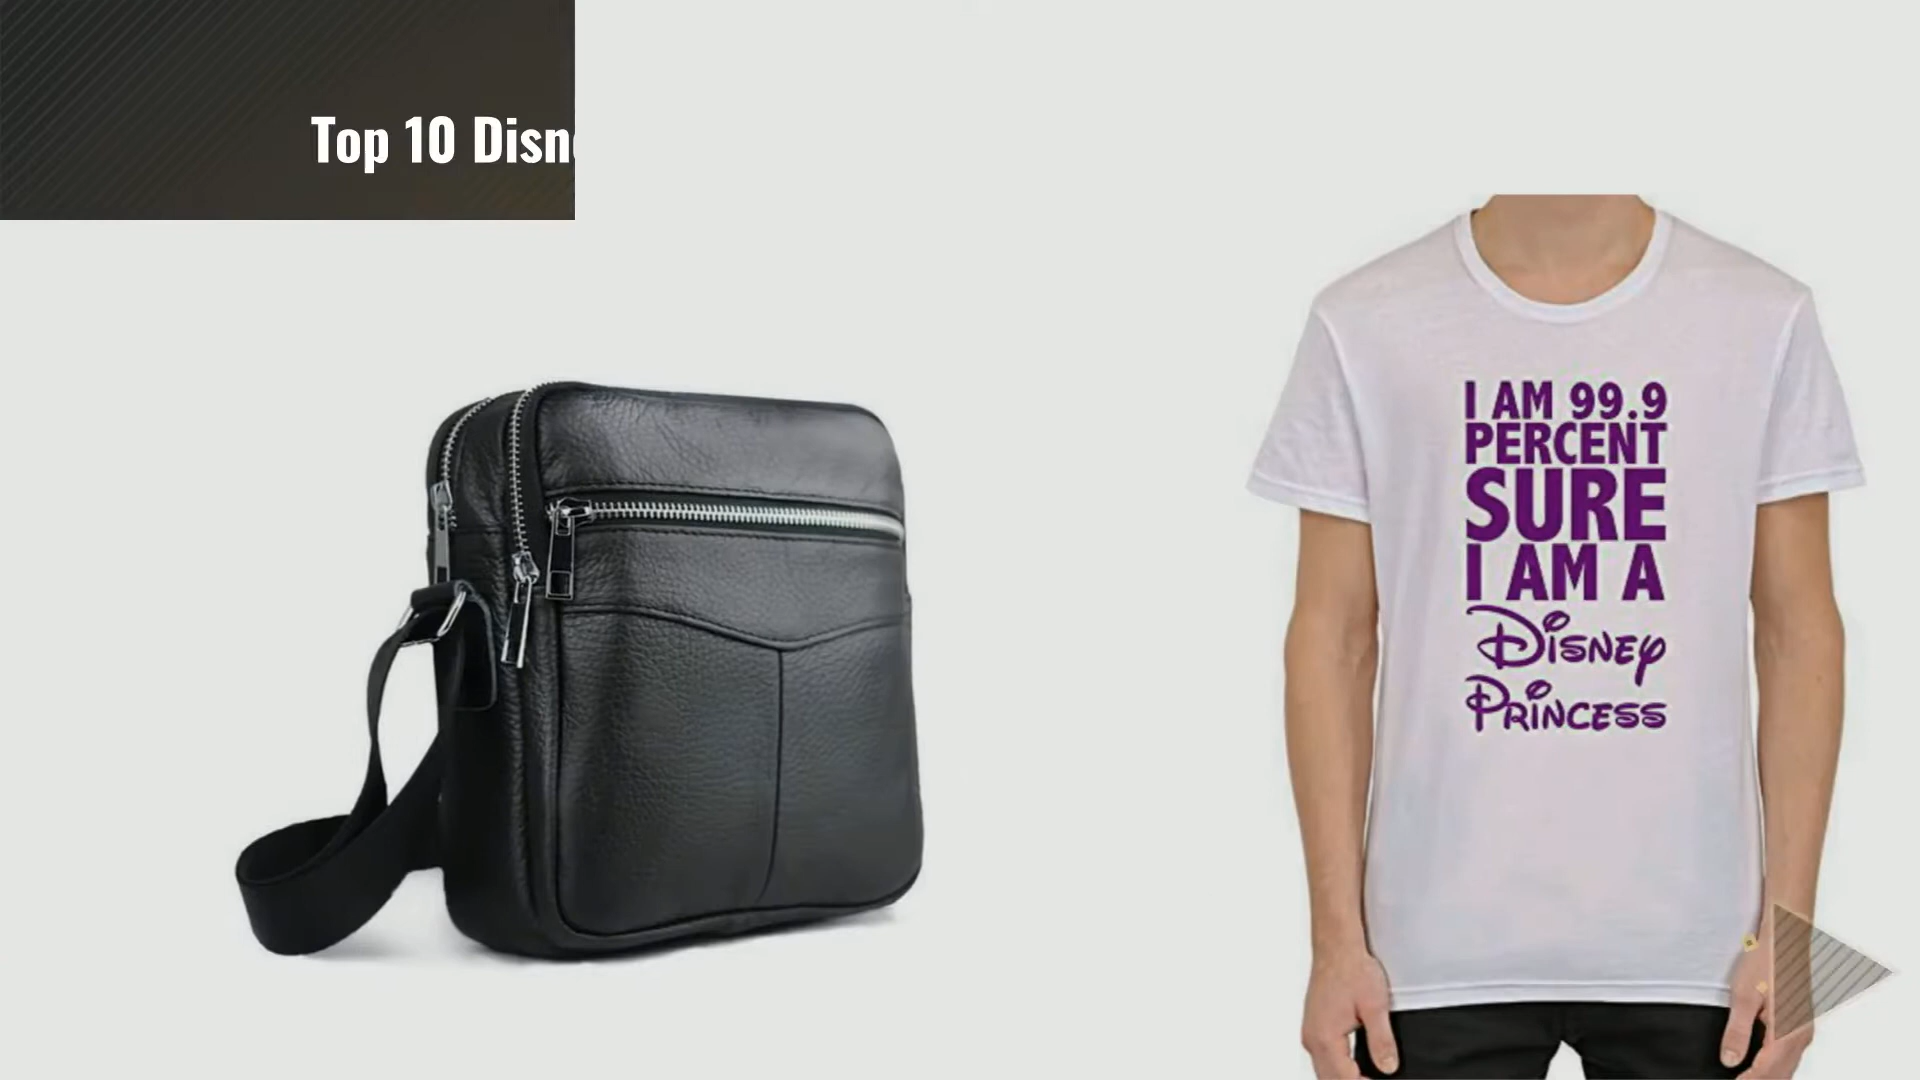 Top 10 Disn
I AM 99.9
PERCENT
SURE
I AM A
Disney
Princess